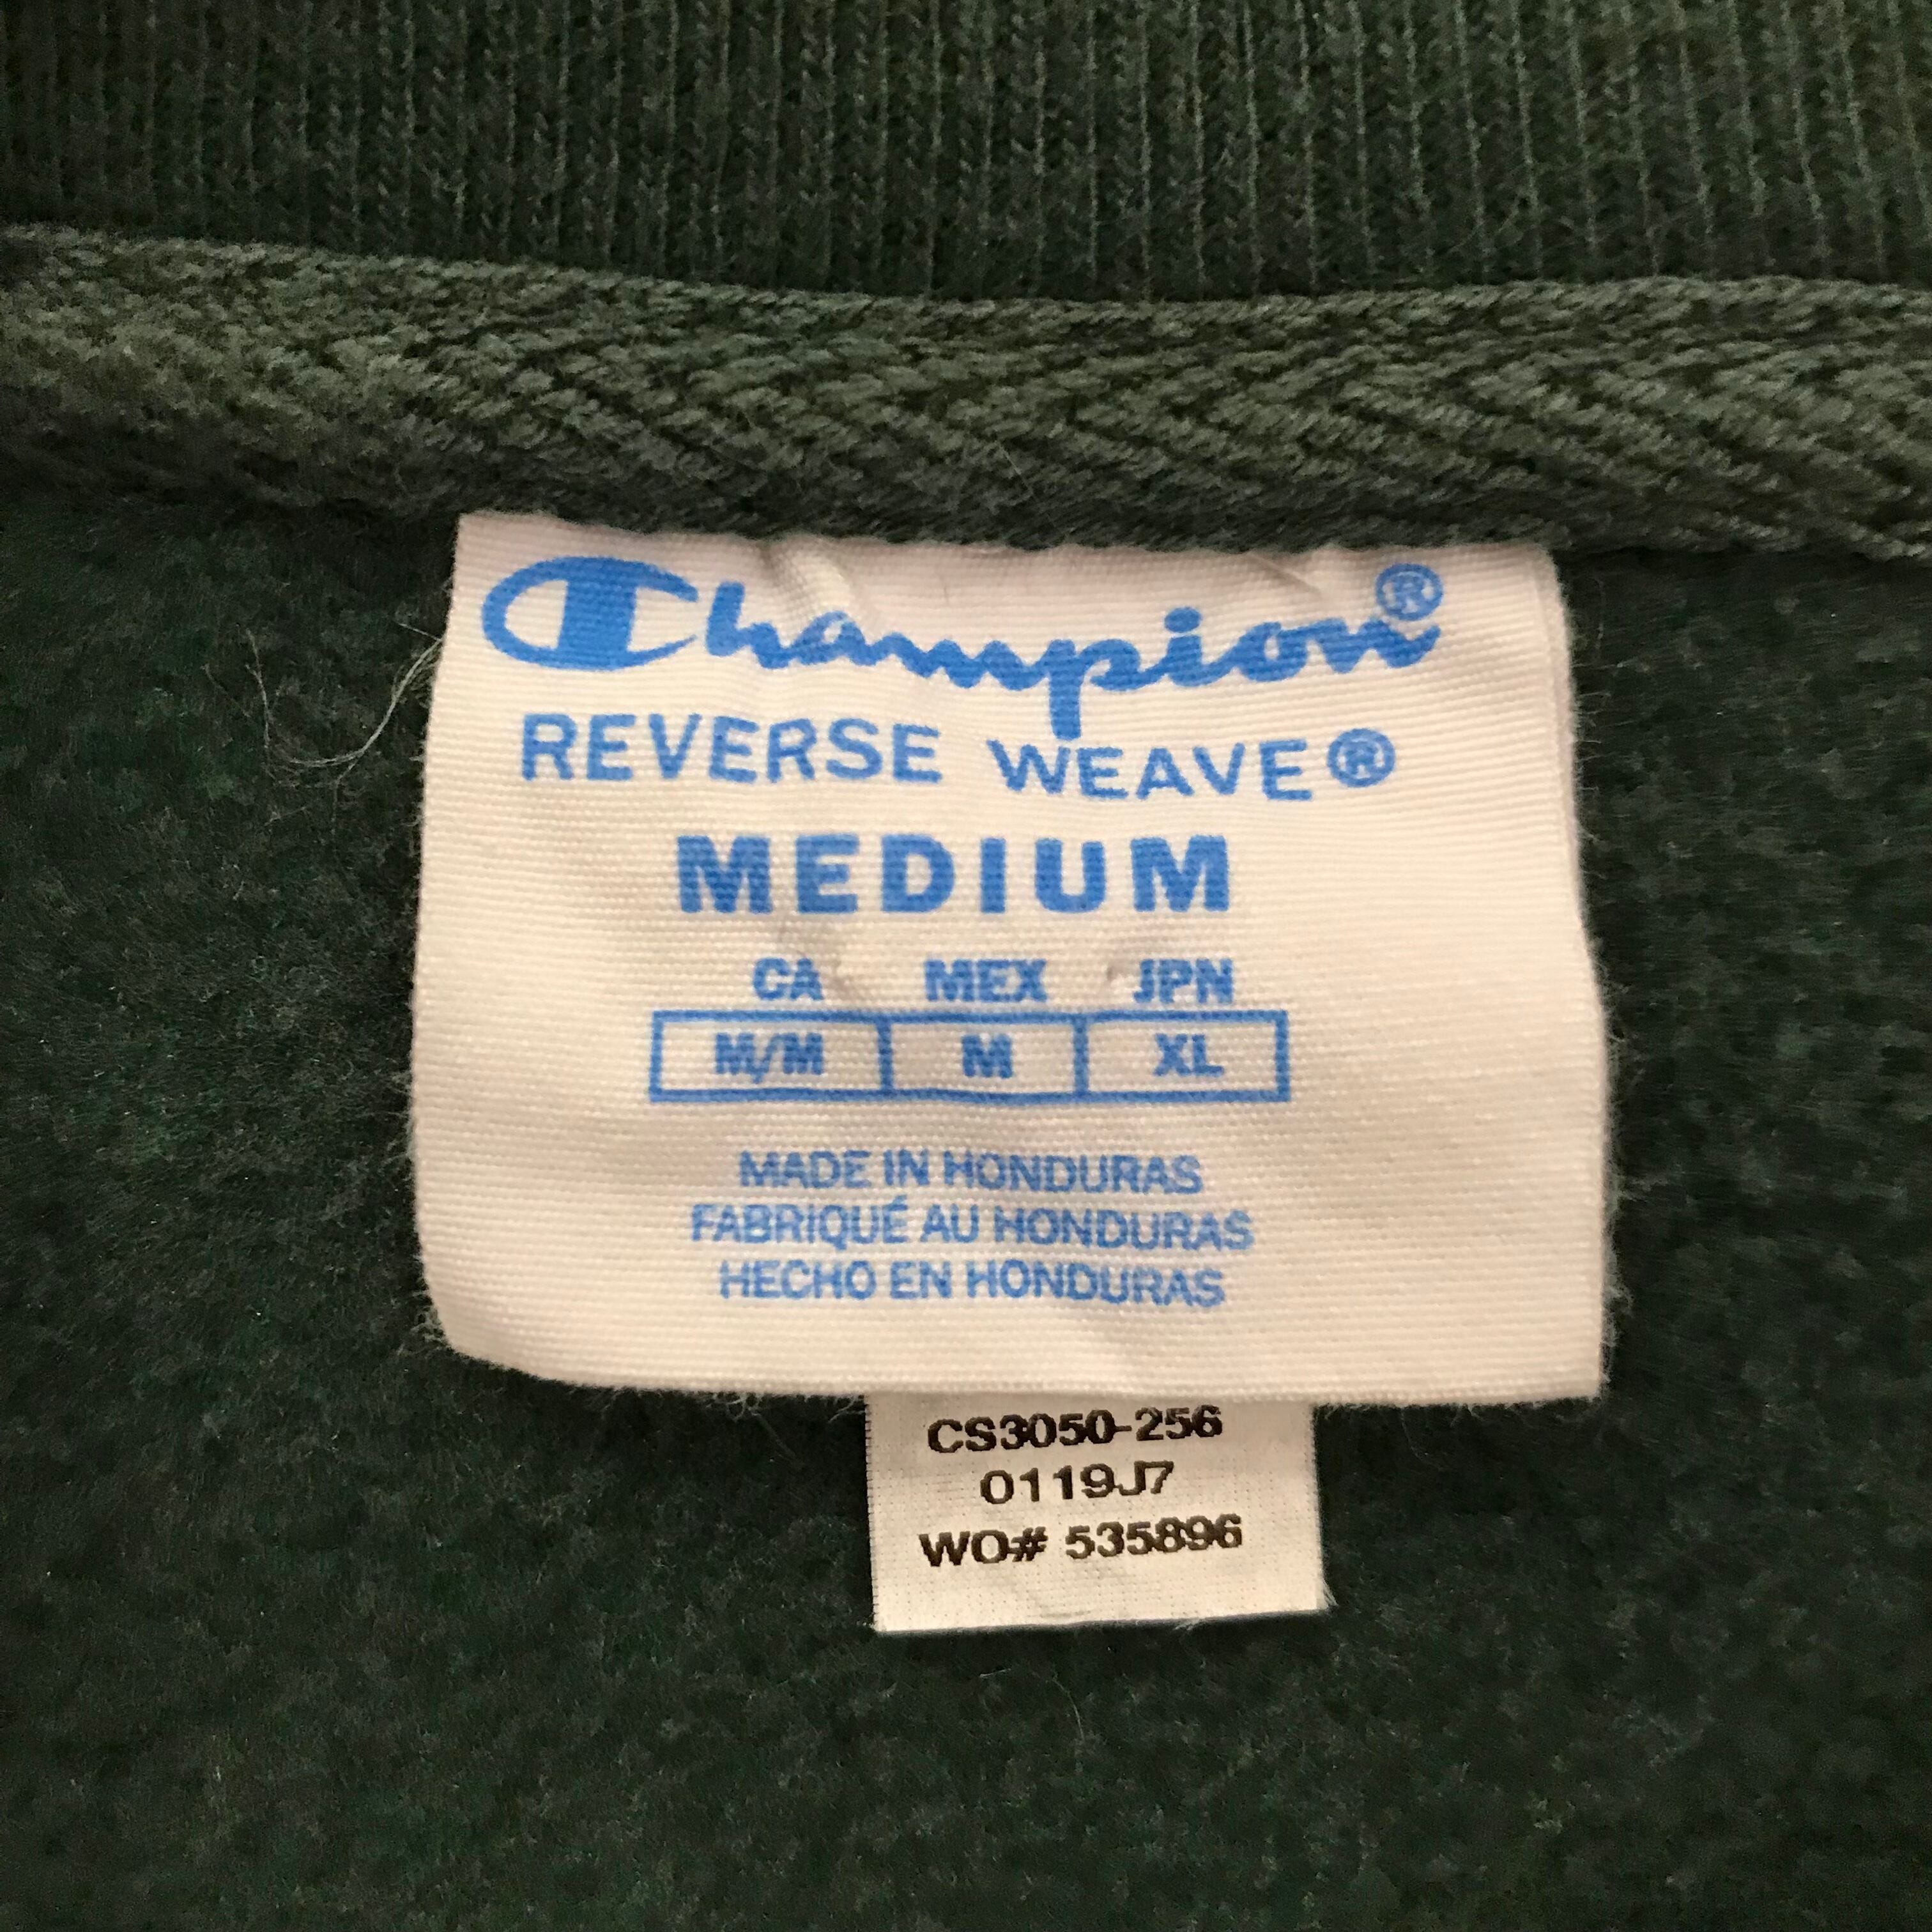 Champion®
REVERSE WEAVE®
MEDIUM
CA MEX JPN
M/M M XL
MADE IN HONDURAS
FABRIQUÉ AU HONDURAS
HECHO EN HONDURAS
CS3050-256
0119J7
WO# 535896